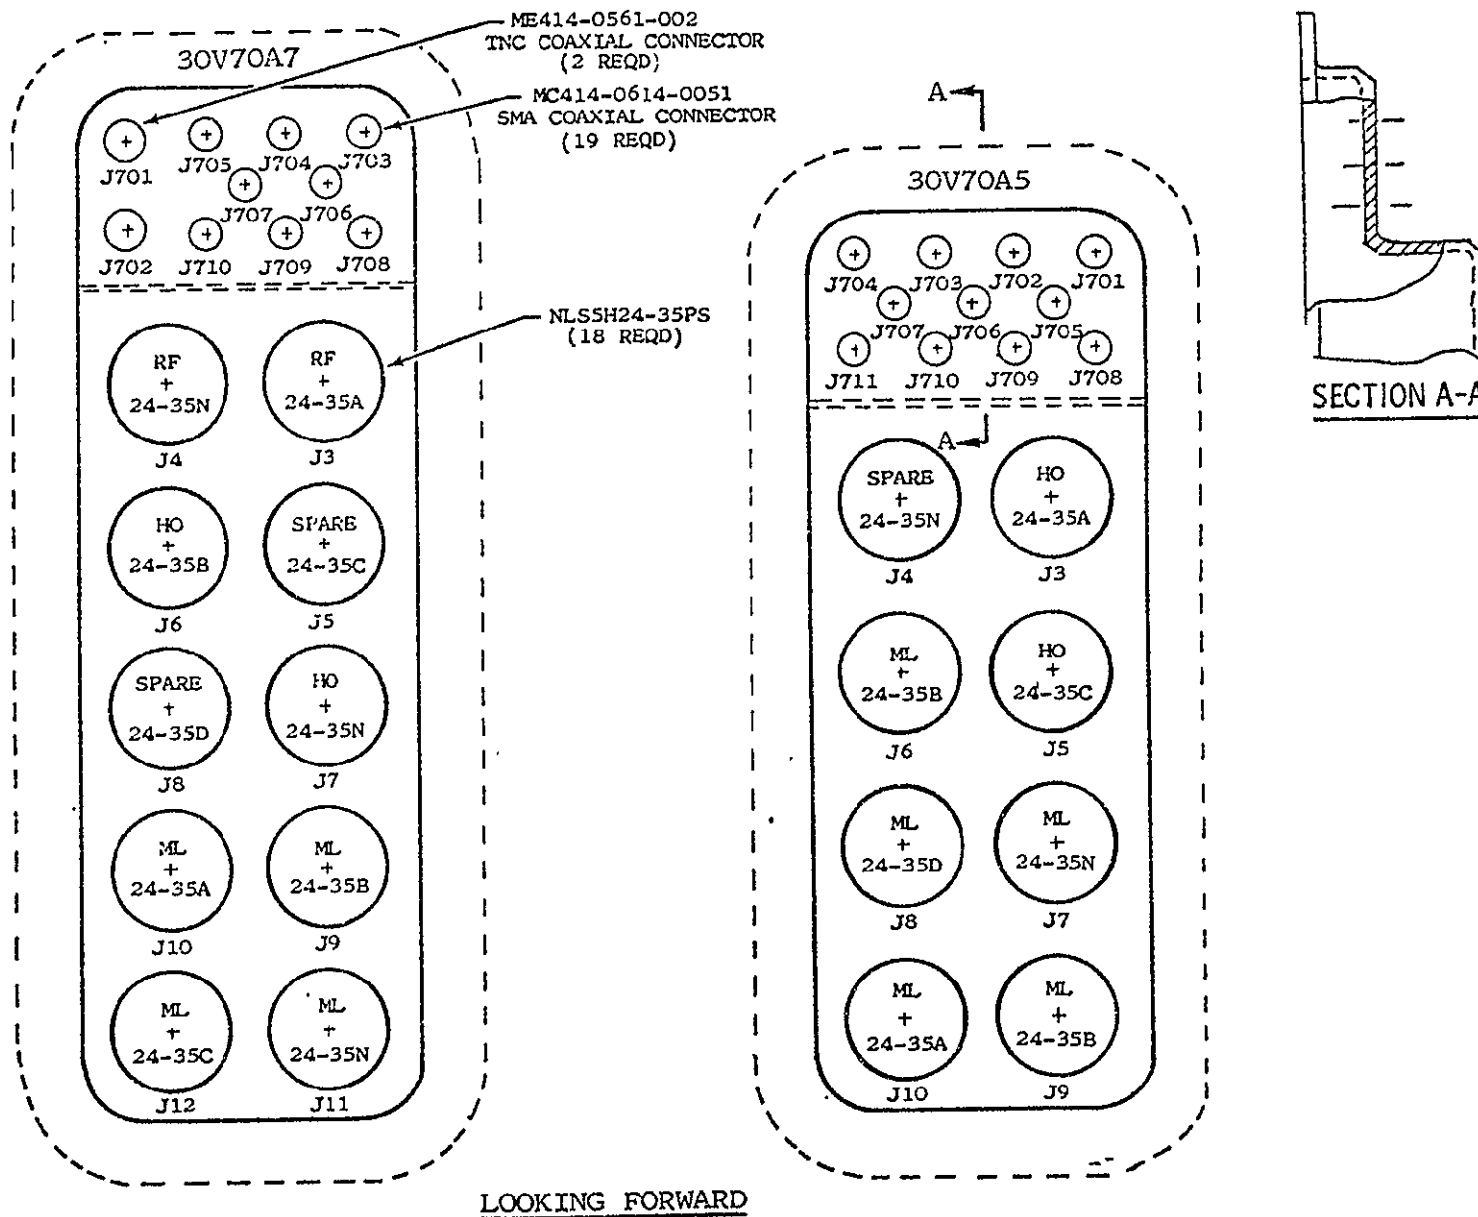 ME414-0561-002
TNC COAXIAL CONNECTOR
(2 REQD)
MC414-0614-0051
SMA COAXIAL CONNECTOR
(19 REQD)
NLS5H24-35PS
(18 REQD)
30V70A7
J701
J705
J704
J703
J707
J706
J702
J710
J709
J708
RF
24-35N
J4
RF
24-35A
J3
HO
24-35B
J6
SPARE
24-35C
J5
SPARE
24-35D
J8
HO
24-35N
J7
ML
24-35A
J10
ML
24-35B
J9
ML
24-35C
J12
ML
24-35N
J11
A
30V70A5
J704
J703
J702
J701
J707
J706
J705
J711
J710
J709
J708
A
SPARE
24-35N
J4
HO
24-35A
J3
ML
24-35B
J6
HO
24-35C
J5
ML
24-35D
J8
ML
24-35N
J7
ML
24-35A
J10
ML
24-35B
J9
SECTION A-A
LOOKING FORWARD